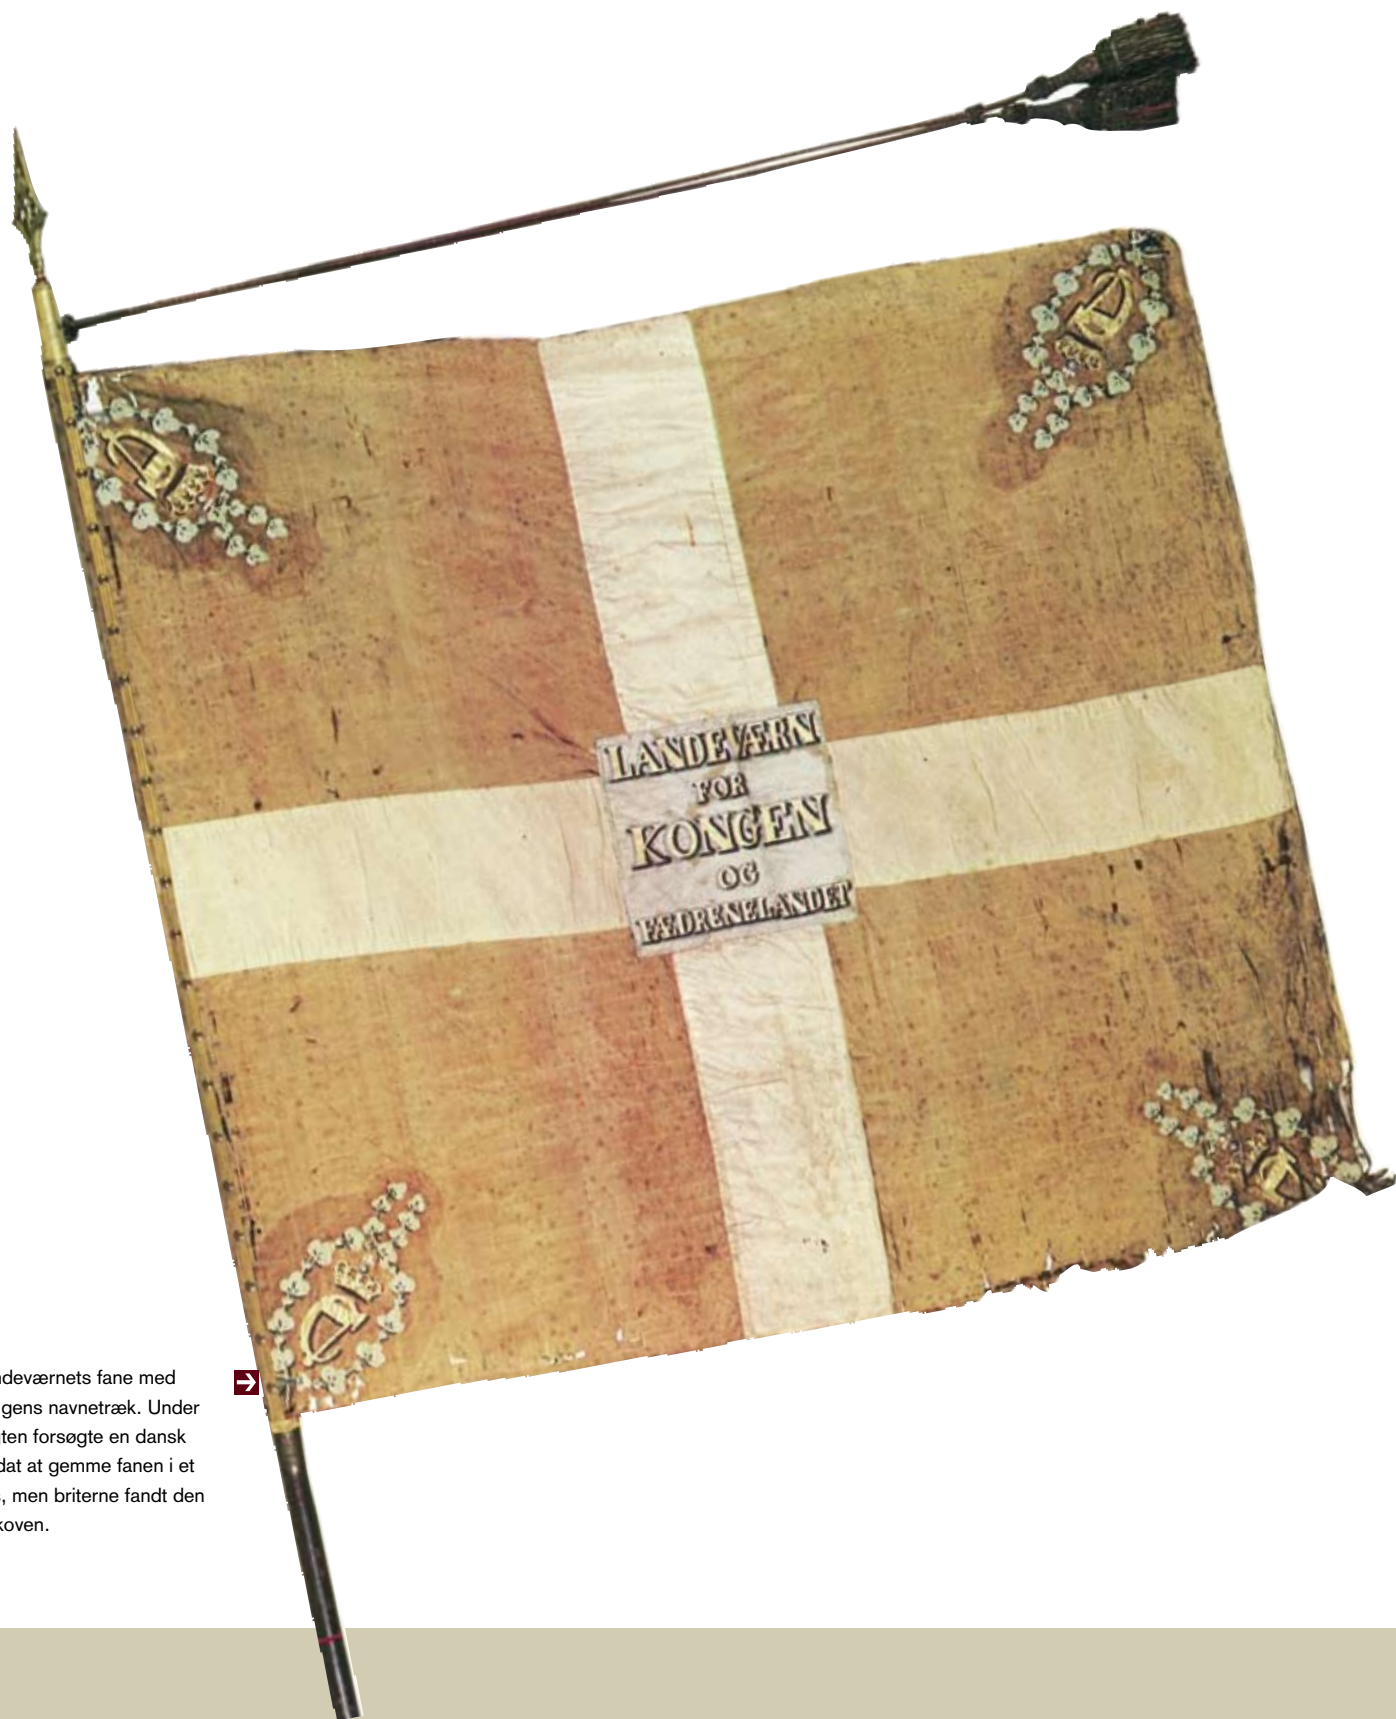 LANDEVÆRN
FOR
KONGEN
OG
FÆDRENELANDET
ndeværnets fane med
gens navnetræk. Under
ten forsøgte en dansk
dat at gemme fanen i et
, men briterne fandt den
koven.